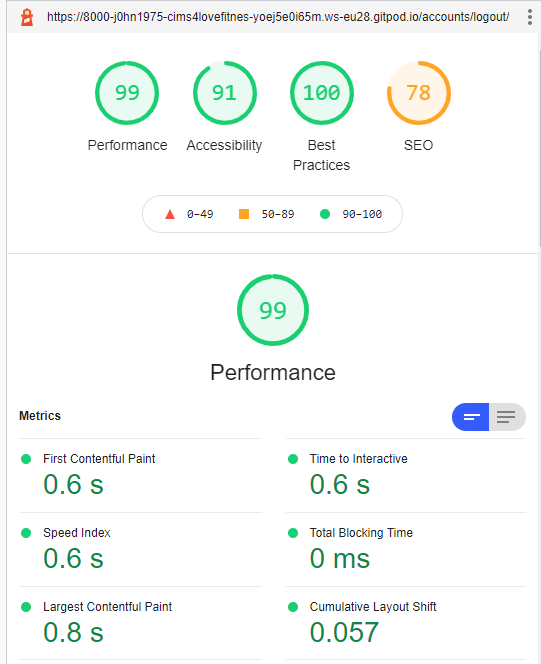 https://8000-j0hn1975-cims4lovefitnes-yoej5e0i65m.ws-eu28.gitpod.io/accounts/logout/
99 91 100 78
Performance Accessibility Best Practices SEO
0–49 50–89 90–100
99
Performance
Metrics
First Contentful Paint
0.6 s
Time to Interactive
0.6 s
Speed Index
0.6 s
Total Blocking Time
0 ms
Largest Contentful Paint
0.8 s
Cumulative Layout Shift
0.057